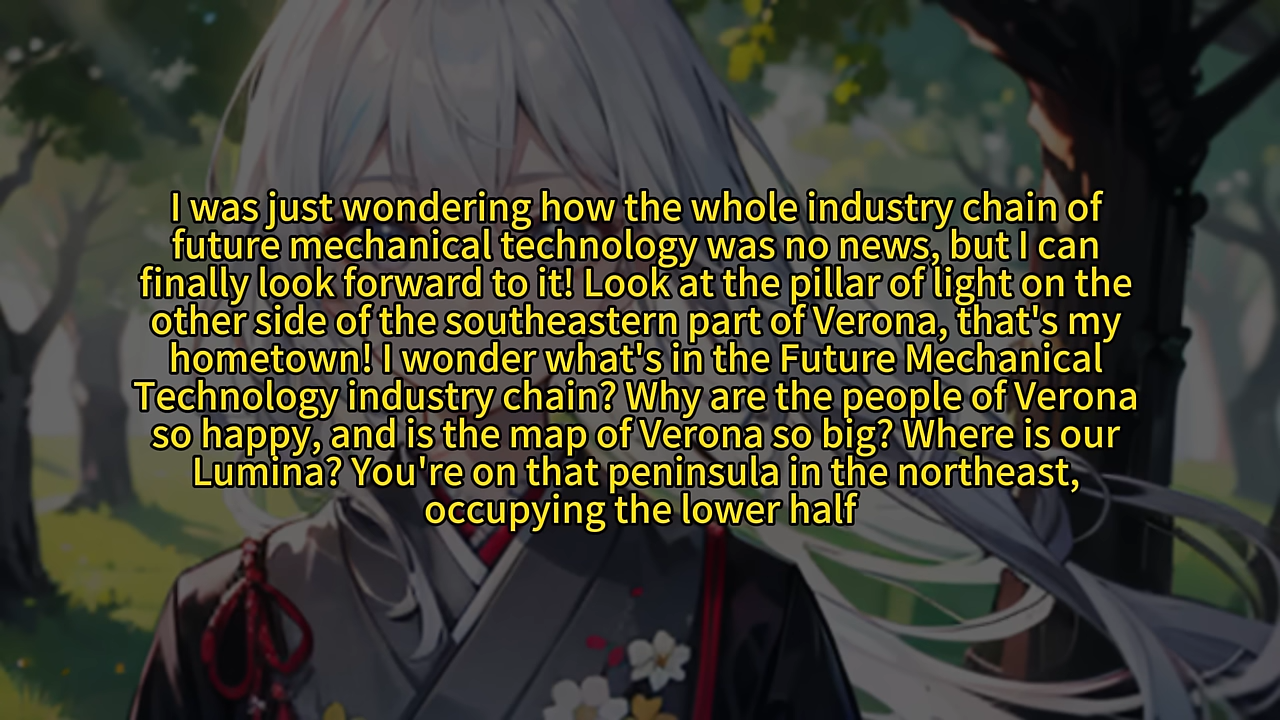 I was just wondering how the whole industry chain of
future mechanical technology was no news, but I can
finally look forward to it! Look at the pillar of light on the
other side of the southeastern part of Verona, that's my
hometown! I wonder what's in the Future Mechanical
Technology industry chain? Why are the people of Verona
so happy, and is the map of Verona so big? Where is our
Lumina? You're on that peninsula in the northeast,
occupying the lower half